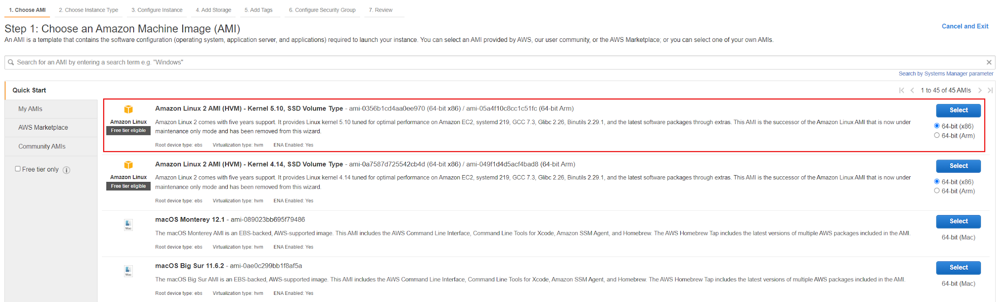 1. Choose AMI 2. Choose Instance Type 3. Configure Instance 4. Add Storage 5. Add Tags 6. Configure Security Group 7. Review
Step 1: Choose an Amazon Machine Image (AMI)
Cancel and Exit
An AMI is a template that contains the software configuration (operating system, application server, and applications) required to launch your instance. You can select an AMI provided by AWS, our user community, or the AWS Marketplace; or you can select one of your own AMIs.
Search for an AMI by entering a search term e.g. "Windows"
Search by Systems Manager parameter
Quick Start
1 to 45 of 45 AMIs
My AMIs
AWS Marketplace
Community AMIs
Free tier only
Amazon Linux
Free tier eligible
Amazon Linux 2 AMI (HVM) - Kernel 5.10, SSD Volume Type - ami-0356b1cd4aa0ee970 (64-bit x86) / ami-05a4f10c8cc1c51fc (64-bit Arm)
Amazon Linux 2 comes with five years support. It provides Linux kernel 5.10 tuned for optimal performance on Amazon EC2, systemd 219, GCC 7.3, Glibc 2.26, Binutils 2.29.1, and the latest software packages through extras. This AMI is the successor of the Amazon Linux AMI that is now under
maintenance only mode and has been removed from this wizard.
Root device type: ebs Virtualization type: hvm ENA Enabled: Yes
Select
64-bit (x86)
64-bit (Arm)
Amazon Linux
Free tier eligible
Amazon Linux 2 AMI (HVM) - Kernel 4.14, SSD Volume Type - ami-0a7587d725542cb4d (64-bit x86) / ami-049f1d4d5acf4bad8 (64-bit Arm)
Amazon Linux 2 comes with five years support. It provides Linux kernel 4.14 tuned for optimal performance on Amazon EC2, systemd 219, GCC 7.3, Glibc 2.26, Binutils 2.29.1, and the latest software packages through extras. This AMI is the successor of the Amazon Linux AMI that is now under
maintenance only mode and has been removed from this wizard.
Root device type: ebs Virtualization type: hvm ENA Enabled: Yes
Select
64-bit (x86)
64-bit (Arm)
Mac
macOS Monterey 12.1 - ami-089023bb695f79486
The macOS Monterey AMI is an EBS-backed, AWS-supported image. This AMI includes the AWS Command Line Interface, Command Line Tools for Xcode, Amazon SSM Agent, and Homebrew. The AWS Homebrew Tap includes the latest versions of multiple AWS packages included in the AMI.
Root device type: ebs Virtualization type: hvm ENA Enabled: Yes
Select
64-bit (Mac)
Mac
macOS Big Sur 11.6.2 - ami-0ae0c299bb1f8af5a
The macOS Big Sur AMI is an EBS-backed, AWS-supported image. This AMI includes the AWS Command Line Interface, Command Line Tools for Xcode, Amazon SSM Agent, and Homebrew. The AWS Homebrew Tap includes the latest versions of multiple AWS packages included in the AMI.
Root device type: ebs Virtualization type: hvm ENA Enabled: Yes
Select
64-bit (Mac)